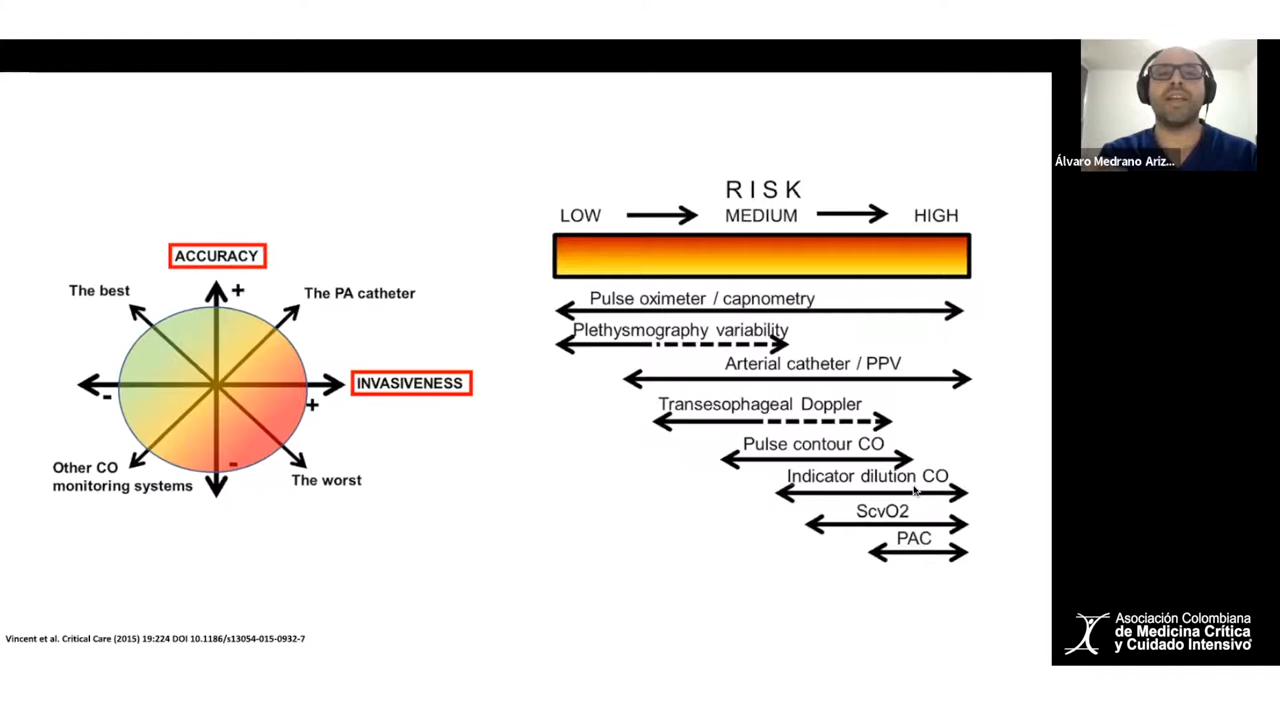 Álvaro Medrano Ariz...
ACCURACY
+
The best
The PA catheter
INVASIVENESS
-
+
-
Other CO
monitoring systems
The worst
RISK
LOW
MEDIUM
HIGH
Pulse oximeter / capnometry
Plethysmography variability
Arterial catheter / PPV
Transesophageal Doppler
Pulse contour CO
Indicator dilution CO
ScvO2
PAC
Vincent et al. Critical Care (2015) 19:224 DOI 10.1186/s13054-015-0932-7
Asociación Colombiana
de Medicina Crítica
y Cuidado Intensivo